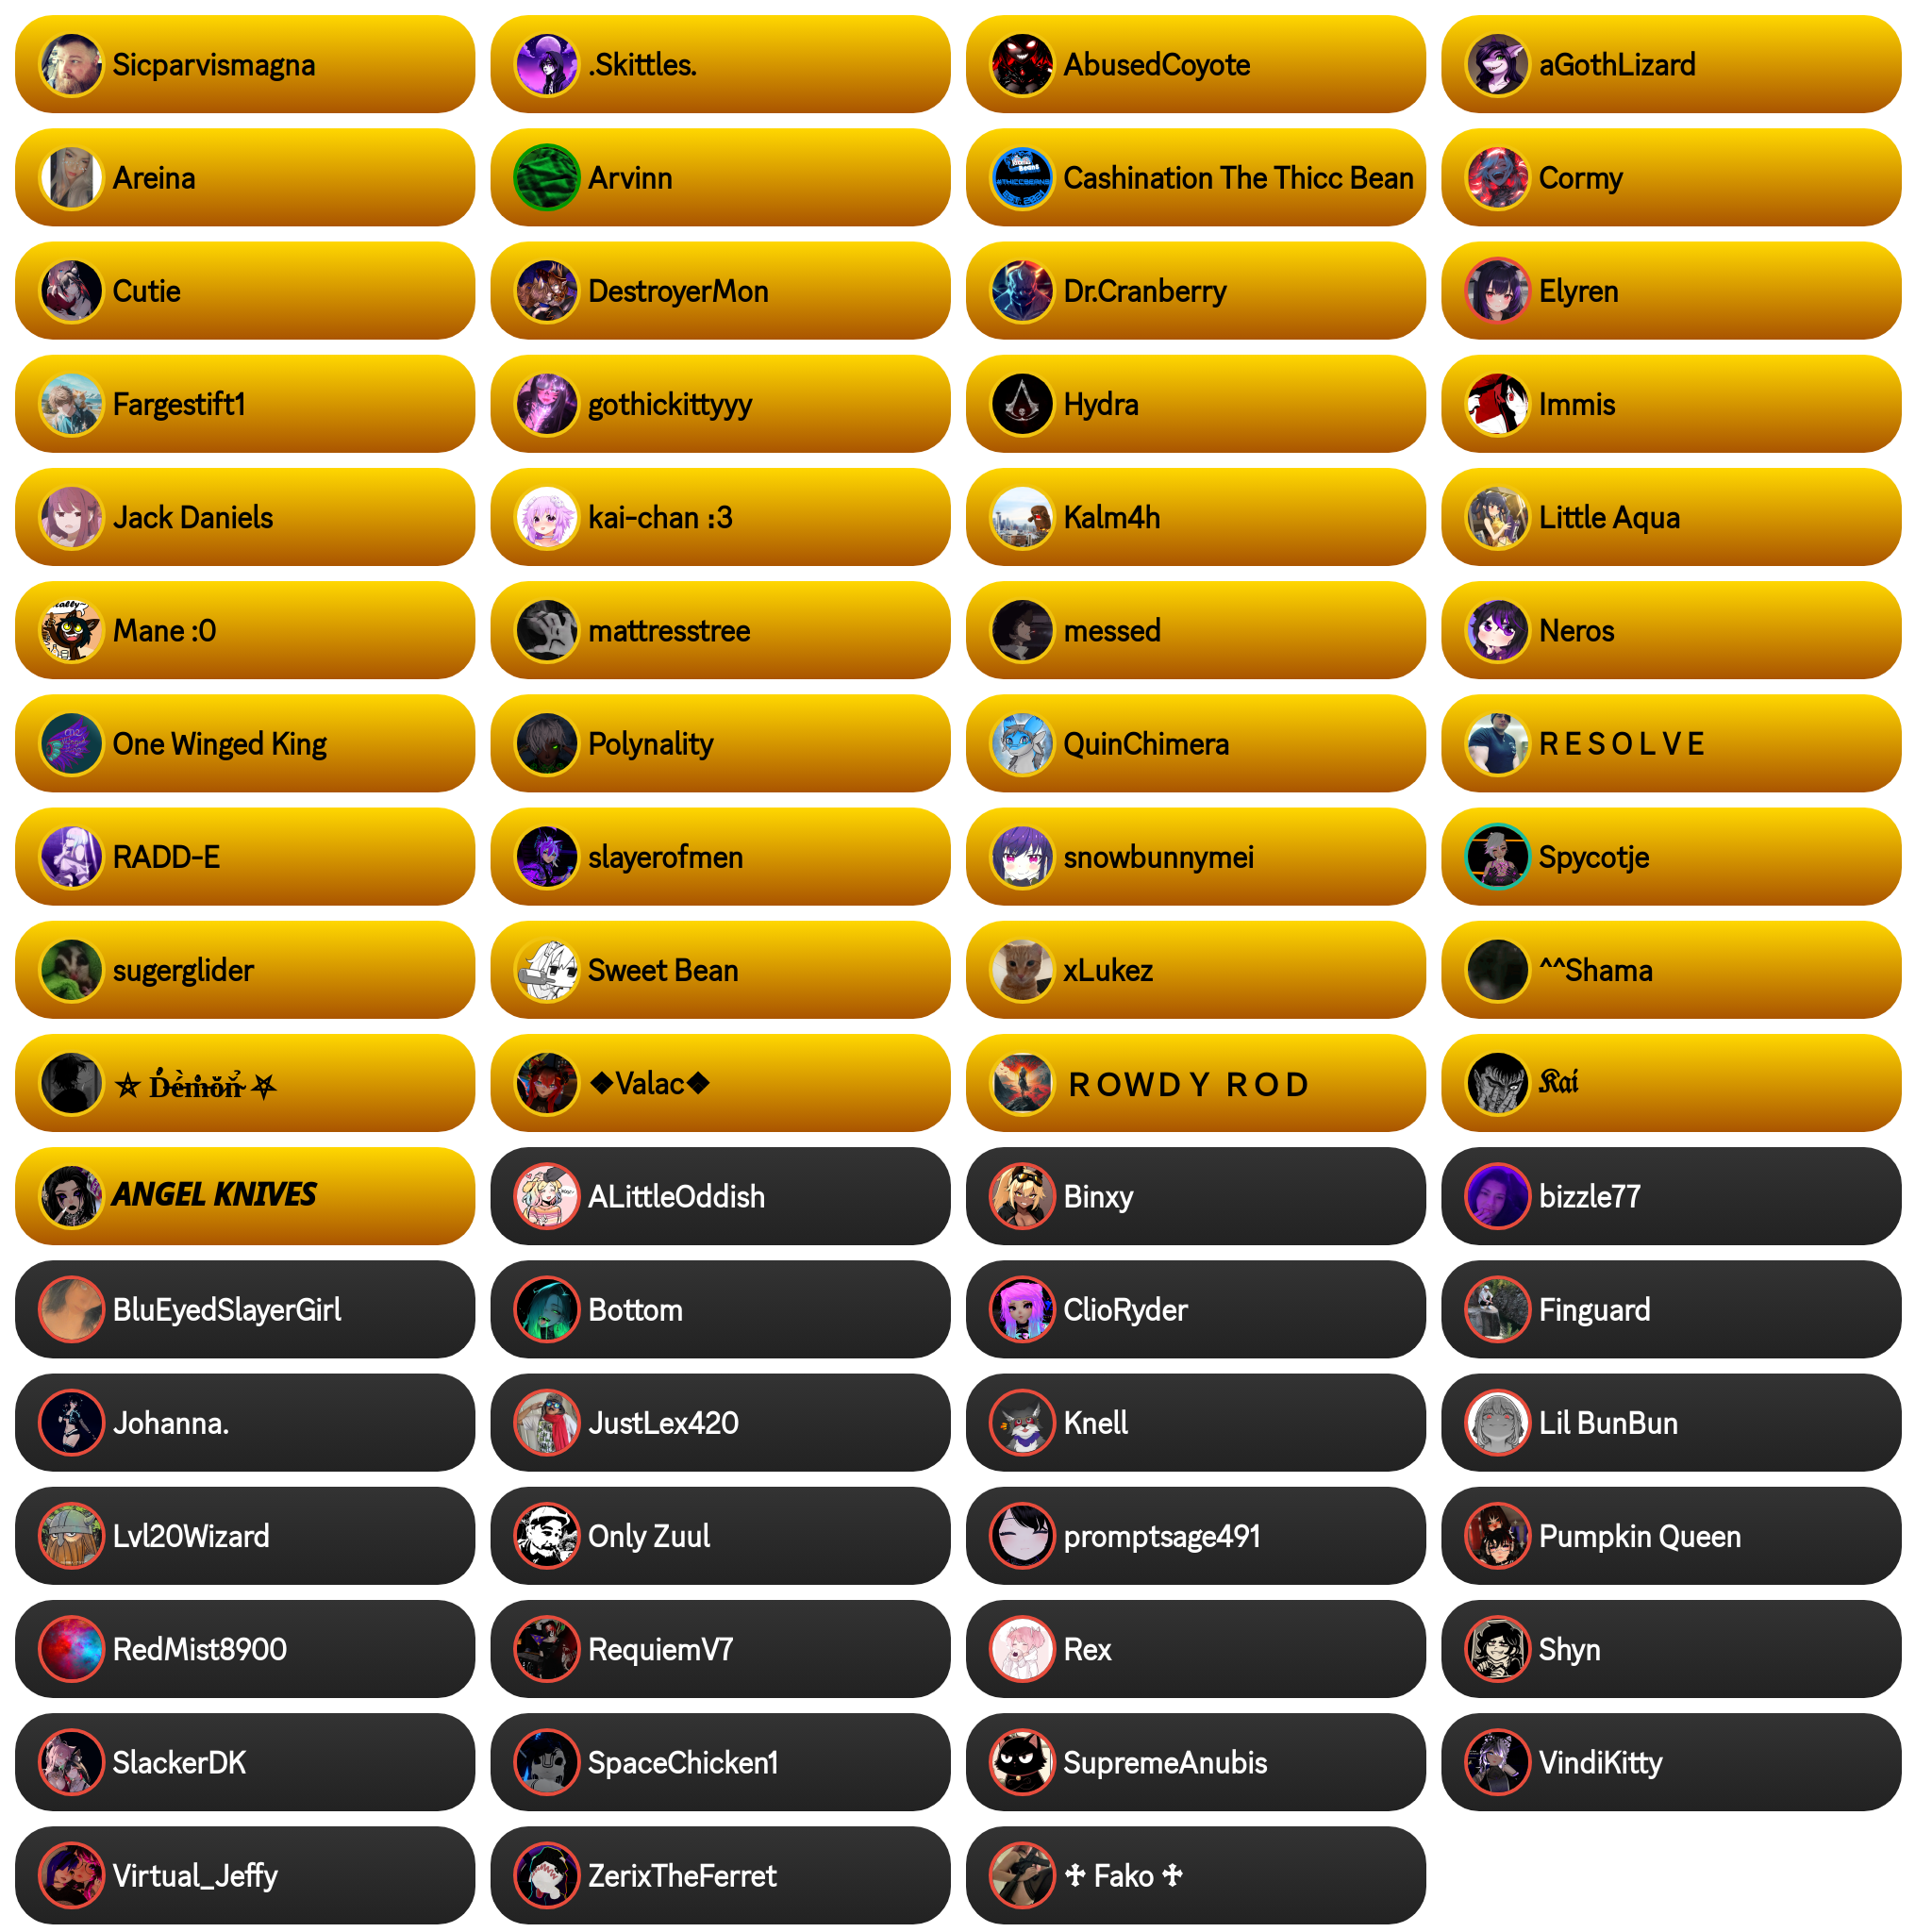 Sicparvismagna
.Skittles.
AbusedCoyote
aGothLizard
Areina
Arvinn
Cashination The Thicc Bean
Cormy
Cutie
DestroyerMon
Dr.Cranberry
Elyren
Fargestift1
gothickittyyy
Hydra
Immis
Jack Daniels
kai-chan :3
Kalm4h
Little Aqua
Mane :0
mattresstree
messed
Neros
One Winged King
Polynality
QuinChimera
R E S O L V E
RADD-E
slayerofmen
snowbunnymei
Spycotje
sugerglider
Sweet Bean
xLukez
^^Shama
⛤ D̷e̷m̷o̷n̷ ⛧
❖Valac❖
ＲＯＷＤＹ ＲＯＤ
𝕶𝖆𝖎
𝘼𝙉𝙂𝙀𝙇 𝙆𝙉𝙄𝙑𝙀𝙎
ALittleOddish
Binxy
bizzle77
BluEyedSlayerGirl
Bottom
ClioRyder
Finguard
Johanna.
JustLex420
Knell
Lil BunBun
Lvl20Wizard
Only Zuul
promptsage491
Pumpkin Queen
RedMist8900
RequiemV7
Rex
Shyn
SlackerDK
SpaceChicken1
SupremeAnubis
VindiKitty
Virtual_Jeffy
ZerixTheFerret
♰ Fako ♰